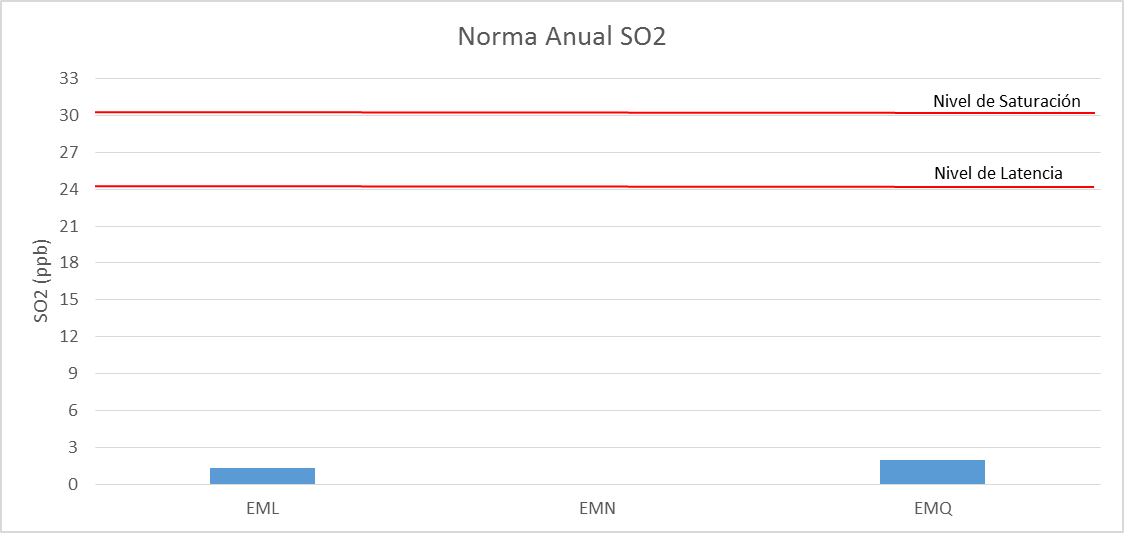 Norma Anual SO2
33
Nivel de Saturación
30
27
Nivel de Latencia
24
21
18
15
12
9
6
3
0
SO2 (ppb)
EML
EMN
EMQ